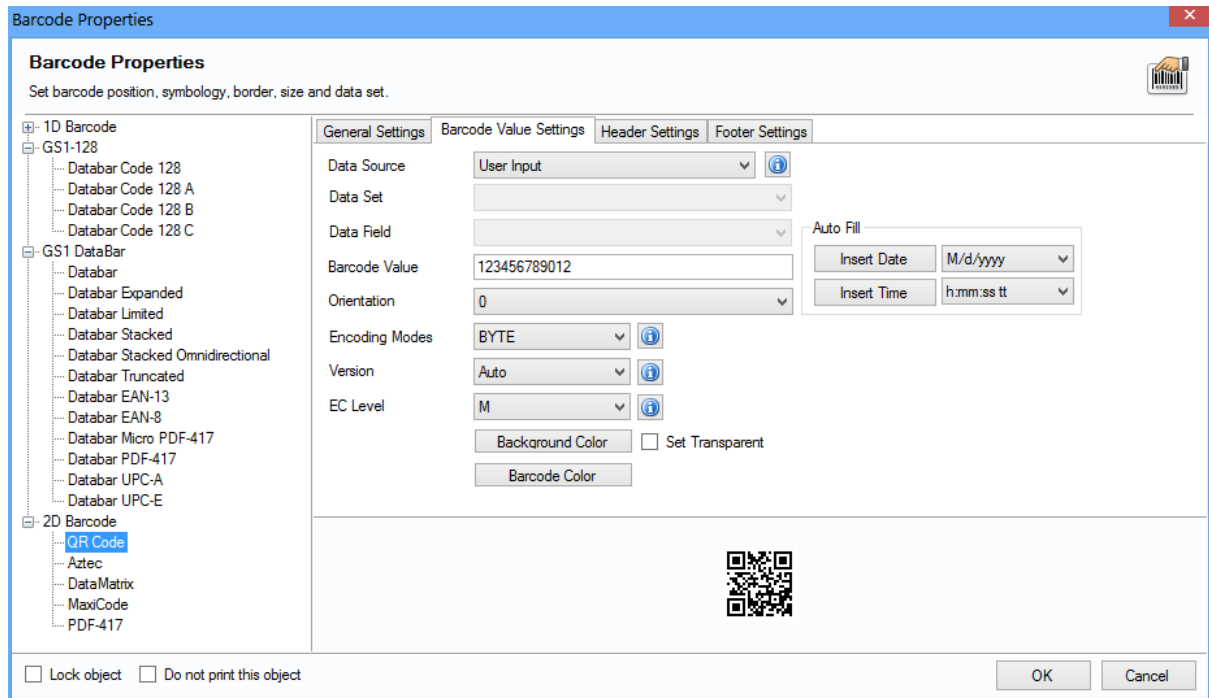 Barcode Properties
Barcode Properties
Set barcode position, symbology, border, size and data set.
1D Barcode
GS1-128
Databar Code 128
Databar Code 128 A
Databar Code 128 B
Databar Code 128 C
GS1 DataBar
Databar
Databar Expanded
Databar Limited
Databar Stacked
Databar Stacked Omnidirectional
Databar Truncated
Databar EAN-13
Databar EAN-8
Databar Micro PDF-417
Databar PDF-417
Databar UPC-A
Databar UPC-E
2D Barcode
QR Code
Aztec
DataMatrix
MaxiCode
PDF-417
General Settings Barcode Value Settings Header Settings Footer Settings
Data Source User Input
Data Set
Data Field
Barcode Value 123456789012
Orientation 0
Encoding Modes BYTE
Version Auto
EC Level M
Background Color Set Transparent
Barcode Color
Auto Fill
Insert Date M/d/yyyy
Insert Time h:mm:ss tt
Lock object Do not print this object
OK Cancel